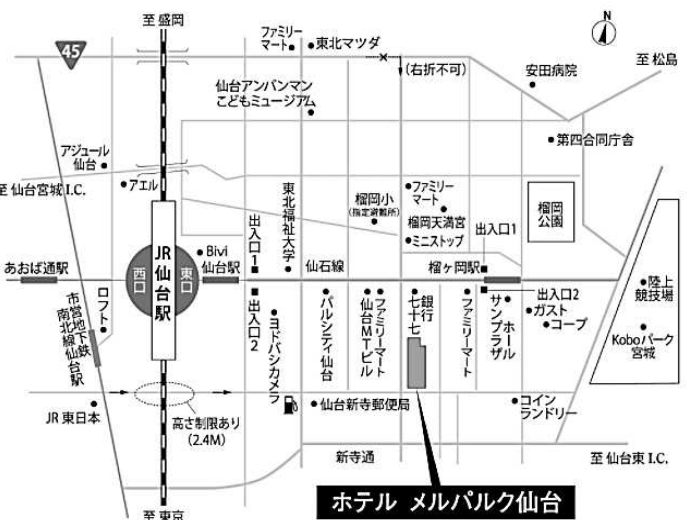 至 盛岡
N
45
ファミリー
マート
東北マツダ
(右折不可)
安田病院
至 松島
仙台アンパンマン
こどもミュージアム
第四合同庁舎
アジュール
仙台
至 仙台宮城 I.C.
アエル
東北福祉大学
榴岡小
(指定避難所)
ファミリー
マート
榴岡天満宮
ミニストップ
出入口1
榴岡
公園
出入口1
Bivi
仙台駅
仙石線
榴ヶ岡駅
あおば通駅
西口
JR仙台駅
東口
陸上
競技場
出入口2
ガスト
コープ
Koboパーク
宮城
市営地下鉄
南北線仙台駅
ロフト
出入口2
ヨドバシカメラ
パルシティ仙台
仙台MTビル
ファミリーマート
七十七
銀行
ファミリーマート
サンプラザ
ホール
JR 東日本
高さ制限あり
(2.4M)
仙台新寺郵便局
コイン
ランドリー
新寺通
至 仙台東 I.C.
至 東京
ホテル メルパルク仙台